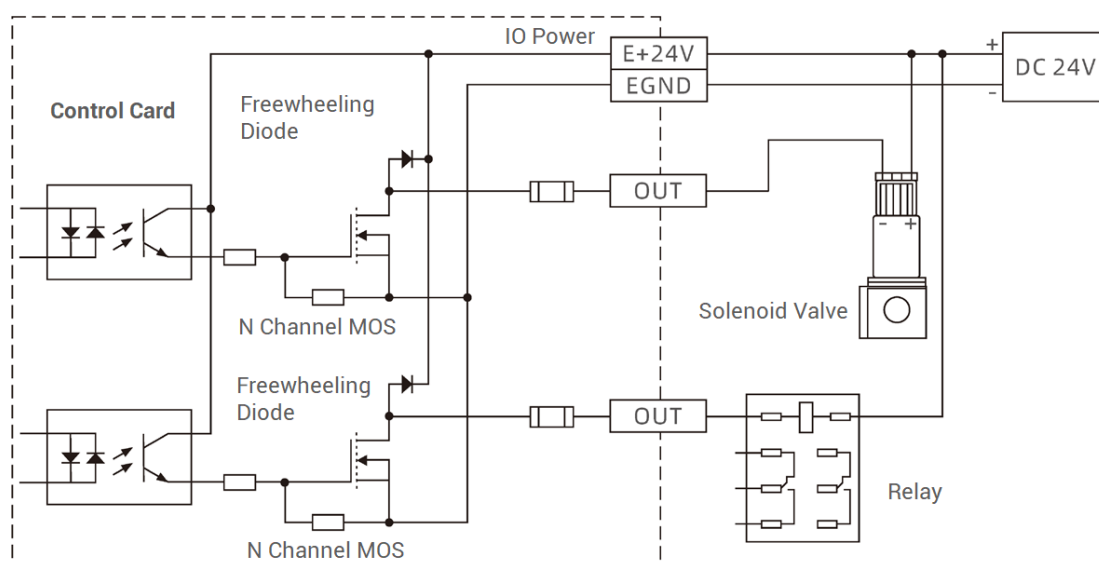 IO Power
E+24V
DC 24V
+
-
EGND
Control Card
Freewheeling
Diode
OUT
- +
Solenoid Valve
N Channel MOS
Freewheeling
Diode
OUT
Relay
N Channel MOS